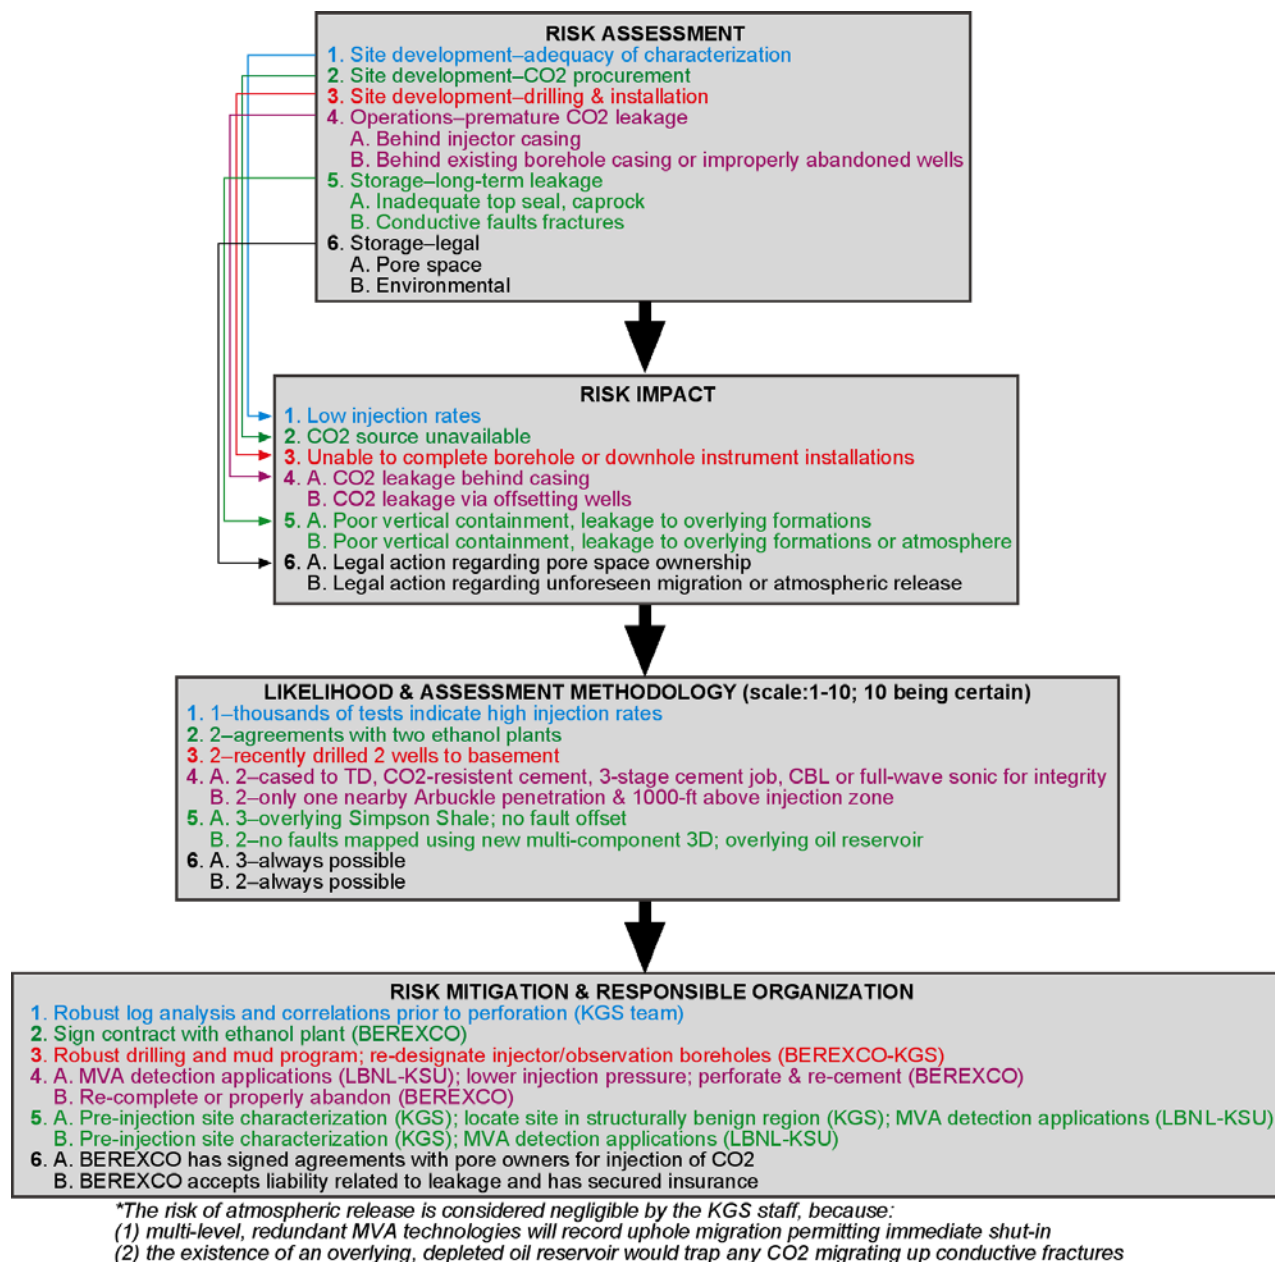 RISK ASSESSMENT
1. Site development–adequacy of characterization
2. Site development–CO2 procurement
3. Site development–drilling & installation
4. Operations–premature CO2 leakage
A. Behind injector casing
B. Behind existing borehole casing or improperly abandoned wells
5. Storage–long-term leakage
A. Inadequate top seal, caprock
B. Conductive faults fractures
6. Storage–legal
A. Pore space
B. Environmental
RISK IMPACT
1. Low injection rates
2. CO2 source unavailable
3. Unable to complete borehole or downhole instrument installations
4. A. CO2 leakage behind casing
B. CO2 leakage via offsetting wells
5. A. Poor vertical containment, leakage to overlying formations
B. Poor vertical containment, leakage to overlying formations or atmosphere
6. A. Legal action regarding pore space ownership
B. Legal action regarding unforeseen migration or atmospheric release
LIKELIHOOD & ASSESSMENT METHODOLOGY (scale:1-10; 10 being certain)
1. 1–thousands of tests indicate high injection rates
2. 2–agreements with two ethanol plants
3. 2–recently drilled 2 wells to basement
4. A. 2–cased to TD, CO2-resistent cement, 3-stage cement job, CBL or full-wave sonic for integrity
B. 2–only one nearby Arbuckle penetration & 1000-ft above injection zone
5. A. 3–overlying Simpson Shale; no fault offset
B. 2–no faults mapped using new multi-component 3D; overlying oil reservoir
6. A. 3–always possible
B. 2–always possible
RISK MITIGATION & RESPONSIBLE ORGANIZATION
1. Robust log analysis and correlations prior to perforation (KGS team)
2. Sign contract with ethanol plant (BEREXCO)
3. Robust drilling and mud program; re-designate injector/observation boreholes (BEREXCO-KGS)
4. A. MVA detection applications (LBNL-KSU); lower injection pressure; perforate & re-cement (BEREXCO)
B. Re-complete or properly abandon (BEREXCO)
5. A. Pre-injection site characterization (KGS); locate site in structurally benign region (KGS); MVA detection applications (LBNL-KSU)
B. Pre-injection site characterization (KGS); MVA detection applications (LBNL-KSU)
6. A. BEREXCO has signed agreements with pore owners for injection of CO2
B. BEREXCO accepts liability related to leakage and has secured insurance
*The risk of atmospheric release is considered negligible by the KGS staff, because:
(1) multi-level, redundant MVA technologies will record uphole migration permitting immediate shut-in
(2) the existence of an overlying, depleted oil reservoir would trap any CO2 migrating up conductive fractures